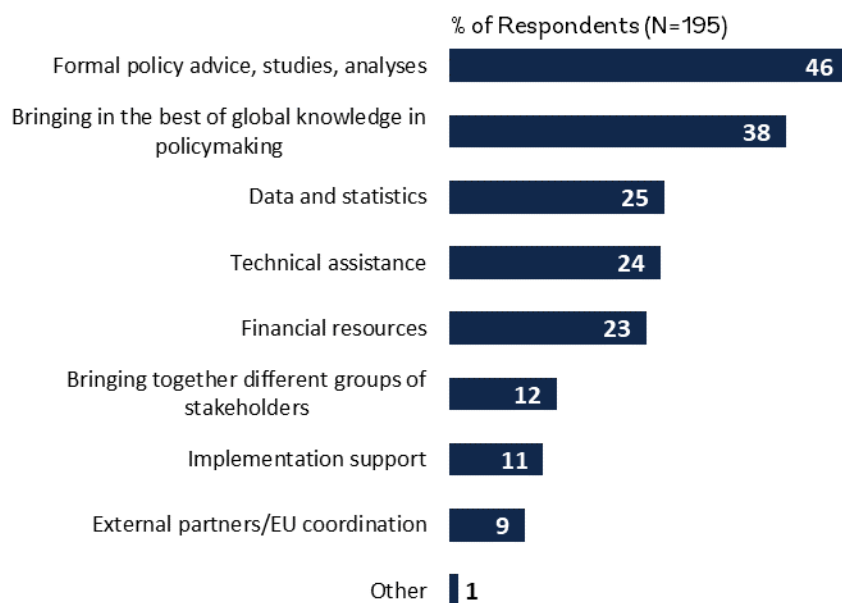 % of Respondents (N=195)
Formal policy advice, studies, analyses
46
Bringing in the best of global knowledge in
policymaking
38
Data and statistics
25
Technical assistance
24
Financial resources
23
Bringing together different groups of
stakeholders
12
Implementation support
11
External partners/EU coordination
9
Other
1